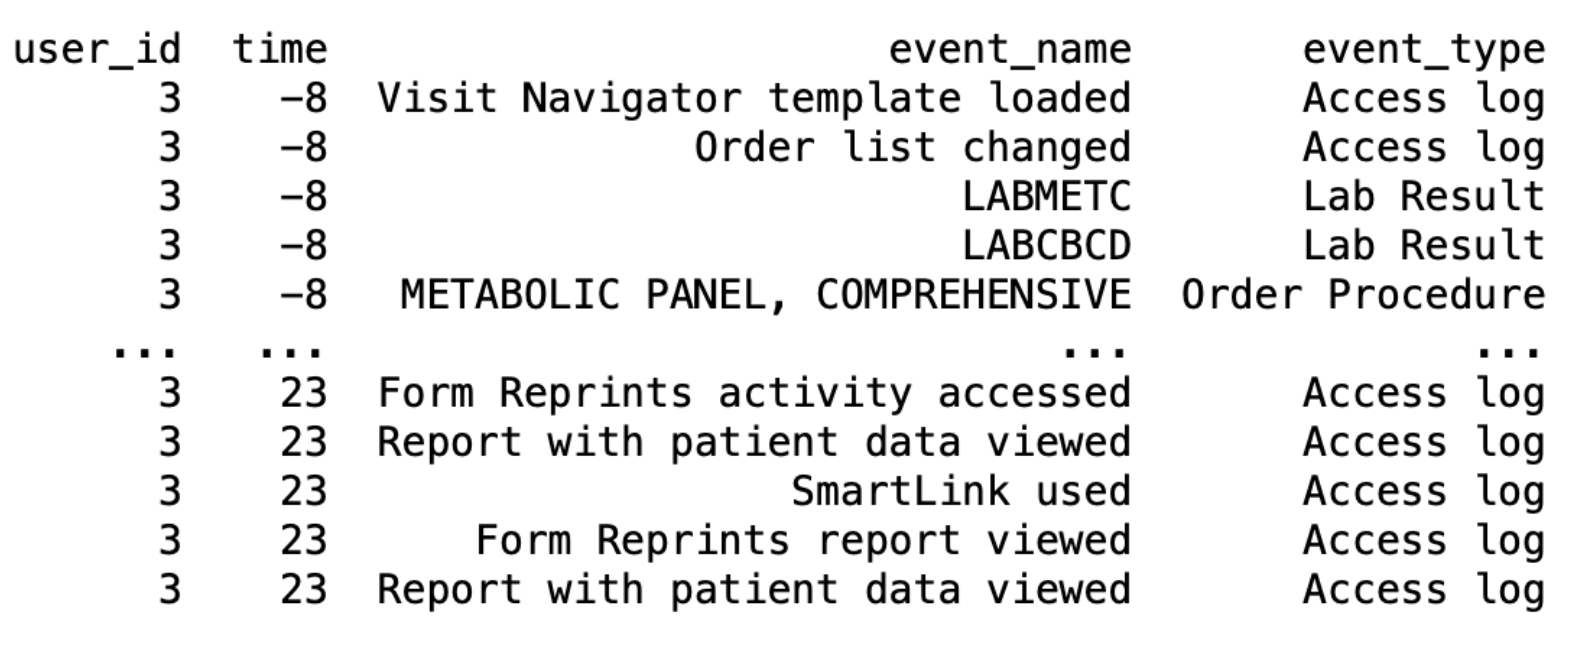 user_id time event_name event_type
3 -8 Visit Navigator template loaded Access log
3 -8 Order list changed Access log
3 -8 LABMETC Lab Result
3 -8 LABCBCD Lab Result
3 -8 METABOLIC PANEL, COMPREHENSIVE Order Procedure
... ... ... ...
3 23 Form Reprints activity accessed Access log
3 23 Report with patient data viewed Access log
3 23 SmartLink used Access log
3 23 Form Reprints report viewed Access log
3 23 Report with patient data viewed Access log